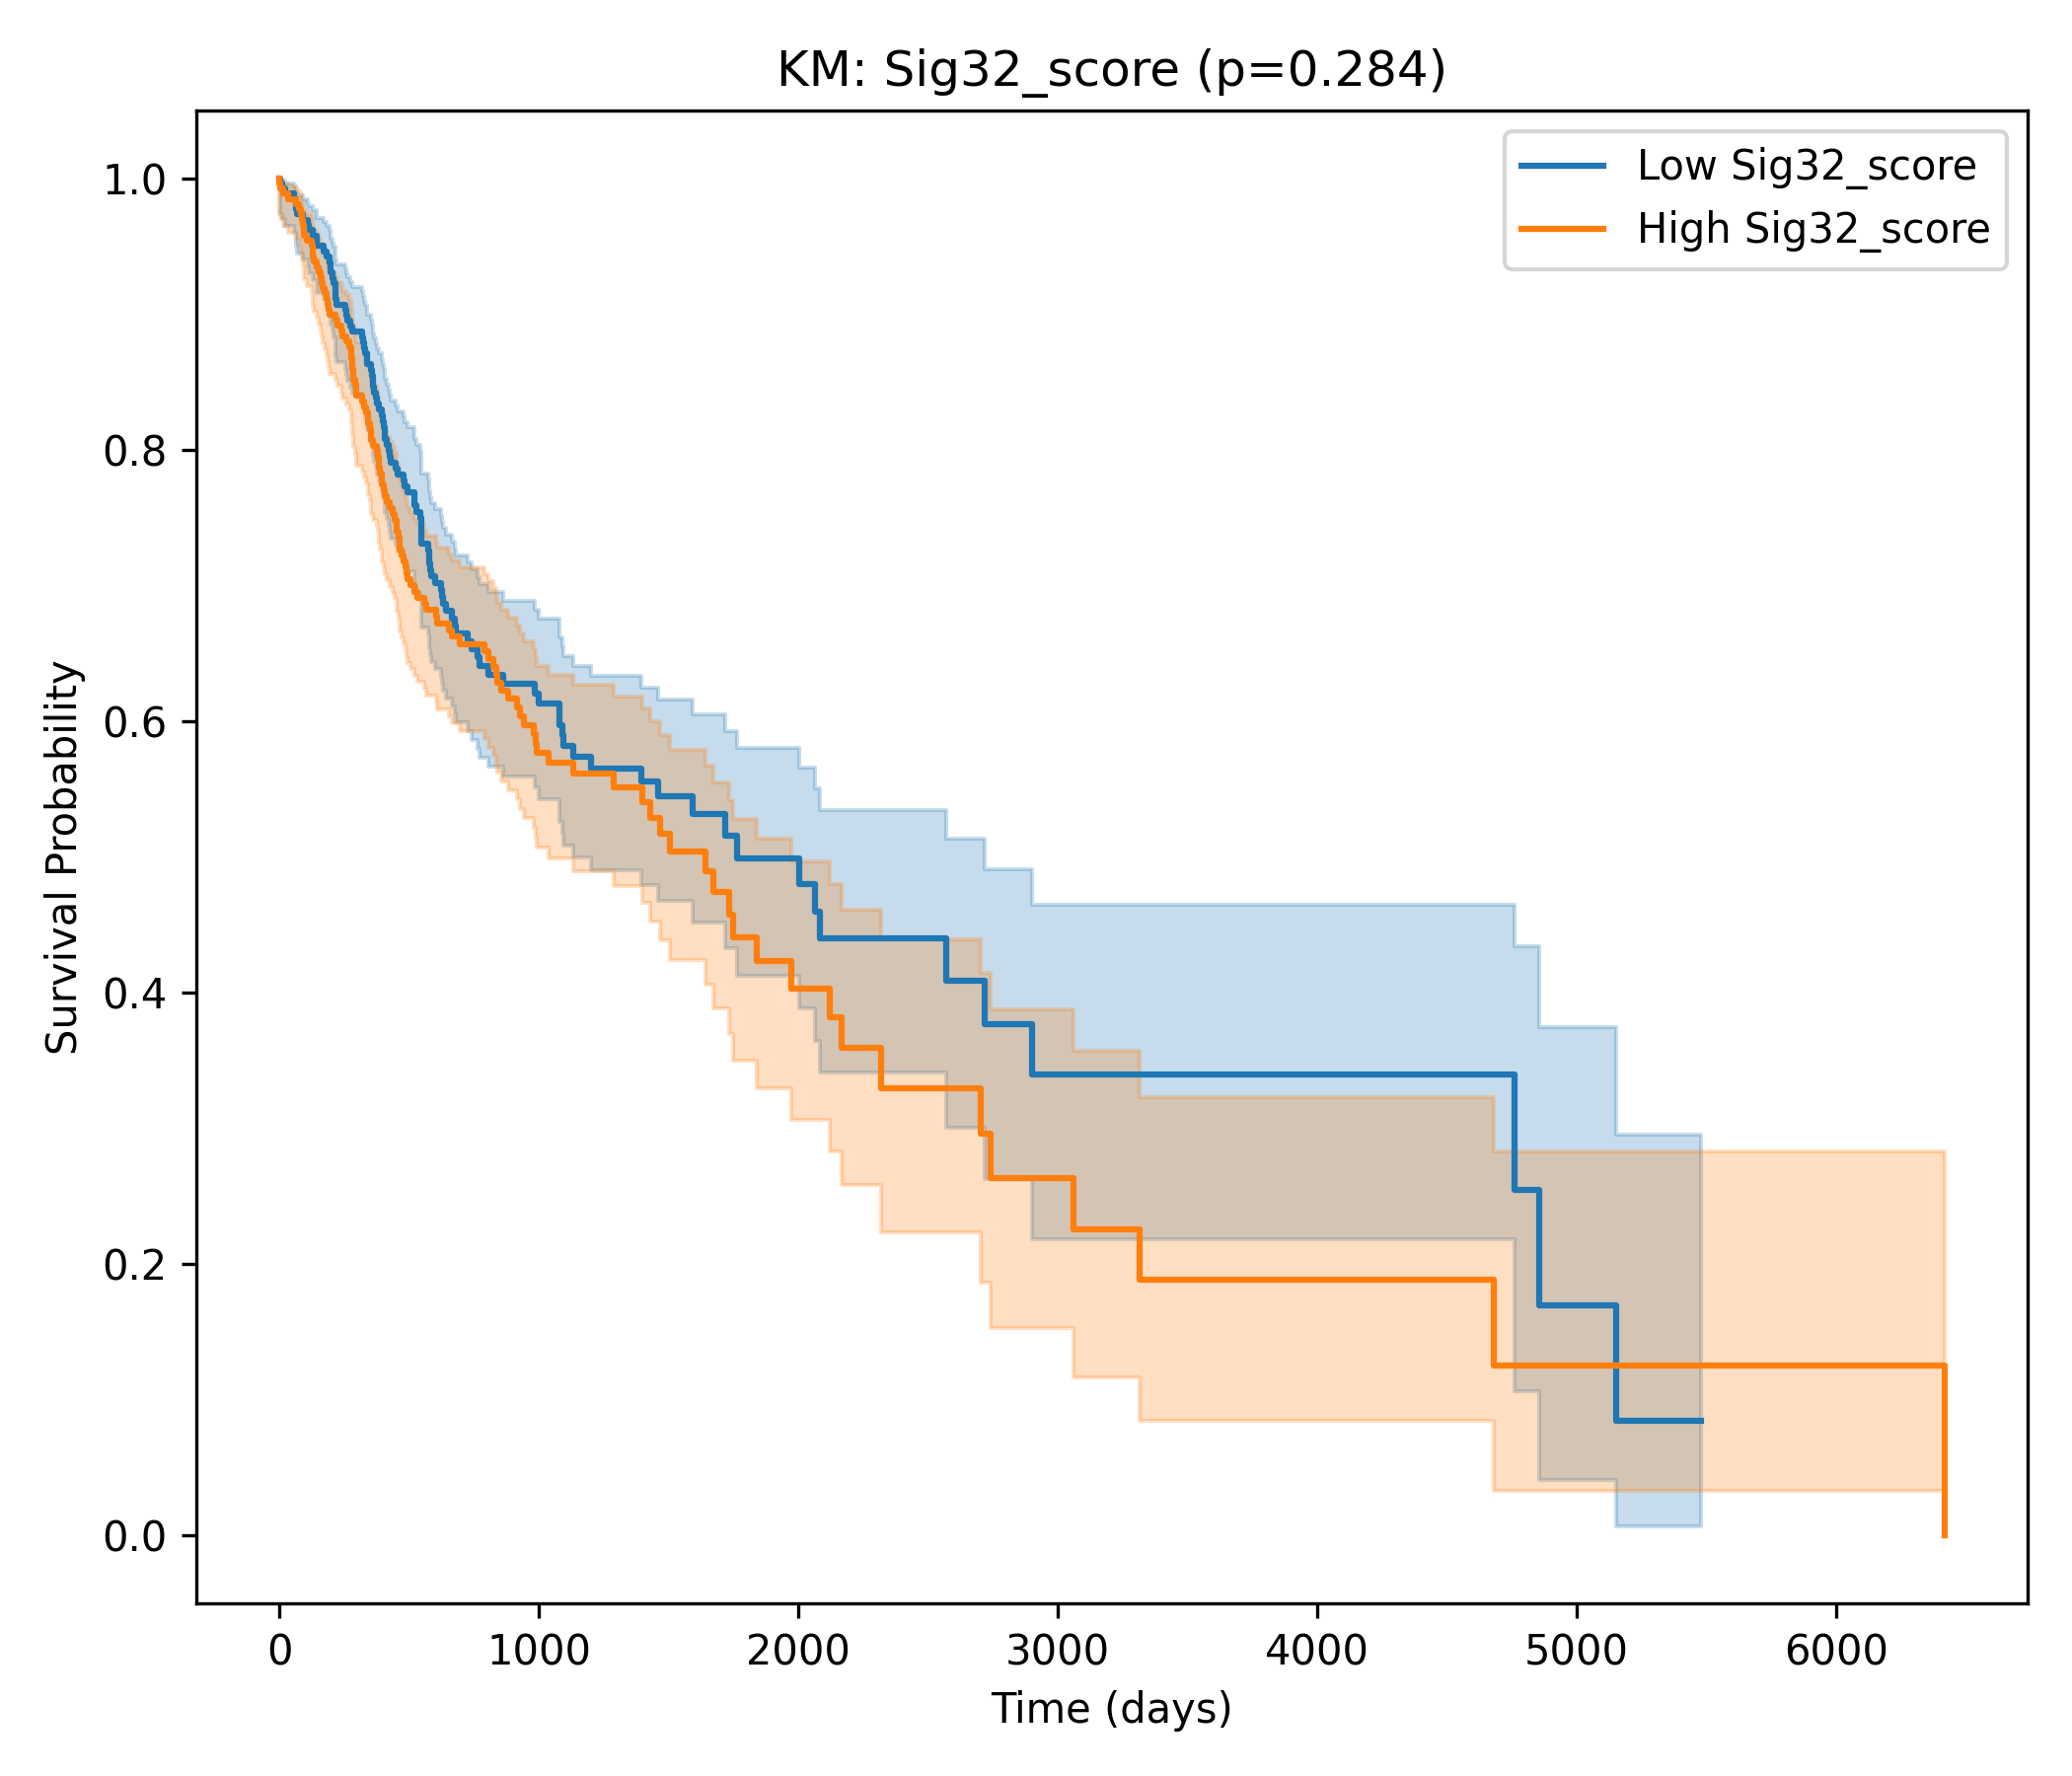 KM: Sig32_score (p=0.284)
Low Sig32_score
High Sig32_score
1.0
0.8
0.6
0.4
0.2
0.0
Survival Probability
0 1000 2000 3000 4000 5000 6000
Time (days)